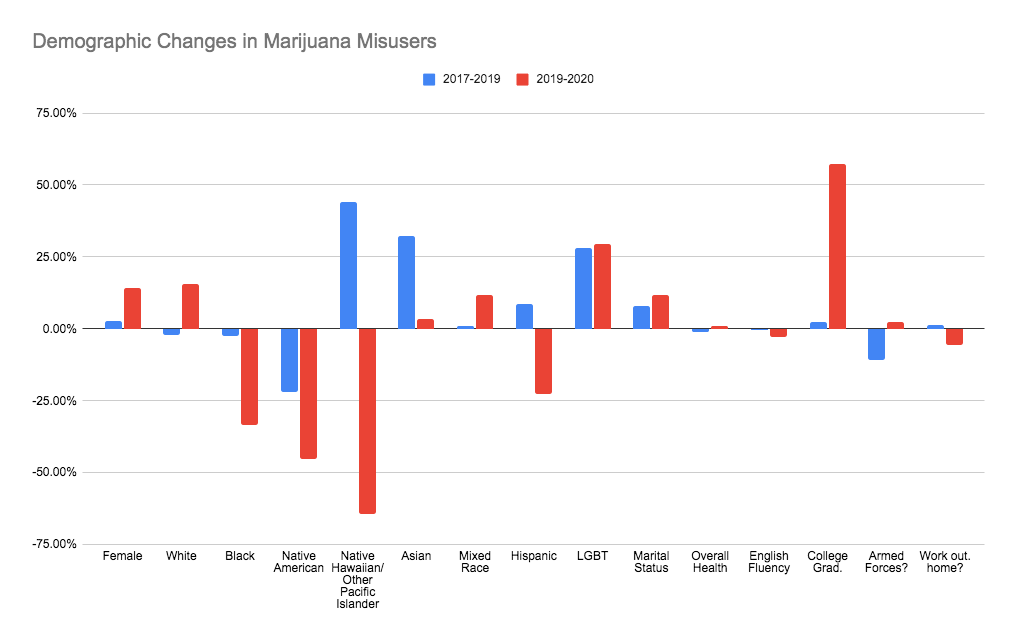 Demographic Changes in Marijuana Misusers
2017-2019
2019-2020
75.00%
50.00%
25.00%
0.00%
-25.00%
-50.00%
-75.00%
Female
White
Black
Native
American
Native
Hawaiian/
Other
Pacific
Islander
Asian
Mixed
Race
Hispanic
LGBT
Marital
Status
Overall
Health
English
Fluency
College
Grad.
Armed
Forces?
Work out.
home?